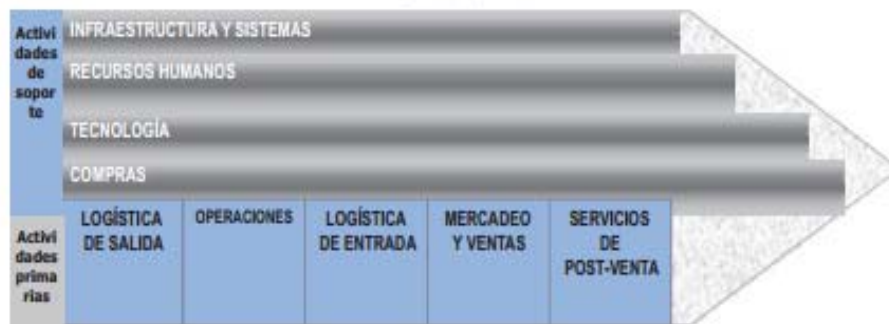 Activi
dades
de
sopor
te
INFRAESTRUCTURA Y SISTEMAS
RECURSOS HUMANOS
TECNOLOGÍA
COMPRAS
Activi
dades
prima
rias
LOGÍSTICA
DE SALIDA
OPERACIONES
LOGÍSTICA
DE ENTRADA
MERCADEO
Y VENTAS
SERVICIOS
DE
POST-VENTA